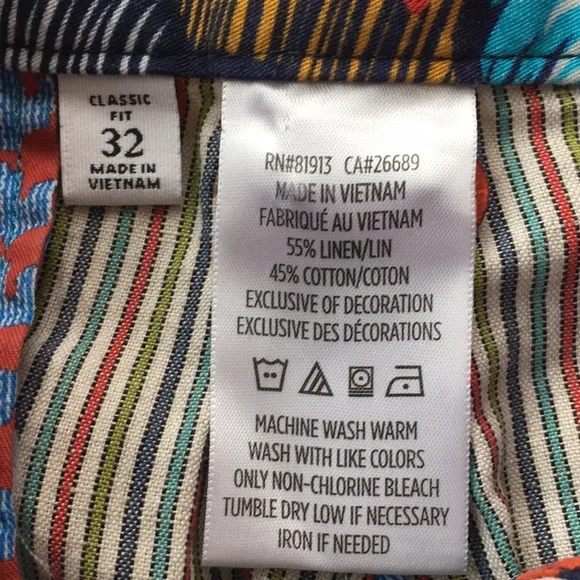 CLASSIC
FIT
32
MADE IN
VIETNAM
RN#81913 CA#26689
MADE IN VIETNAM
FABRIQUÉ AU VIETNAM
55% LINEN/LIN
45% COTTON/COTON
EXCLUSIVE OF DECORATION
EXCLUSIVE DES DÉCORATIONS
MACHINE WASH WARM
WASH WITH LIKE COLORS
ONLY NON-CHLORINE BLEACH
TUMBLE DRY LOW IF NECESSARY
IRON IF NEEDED